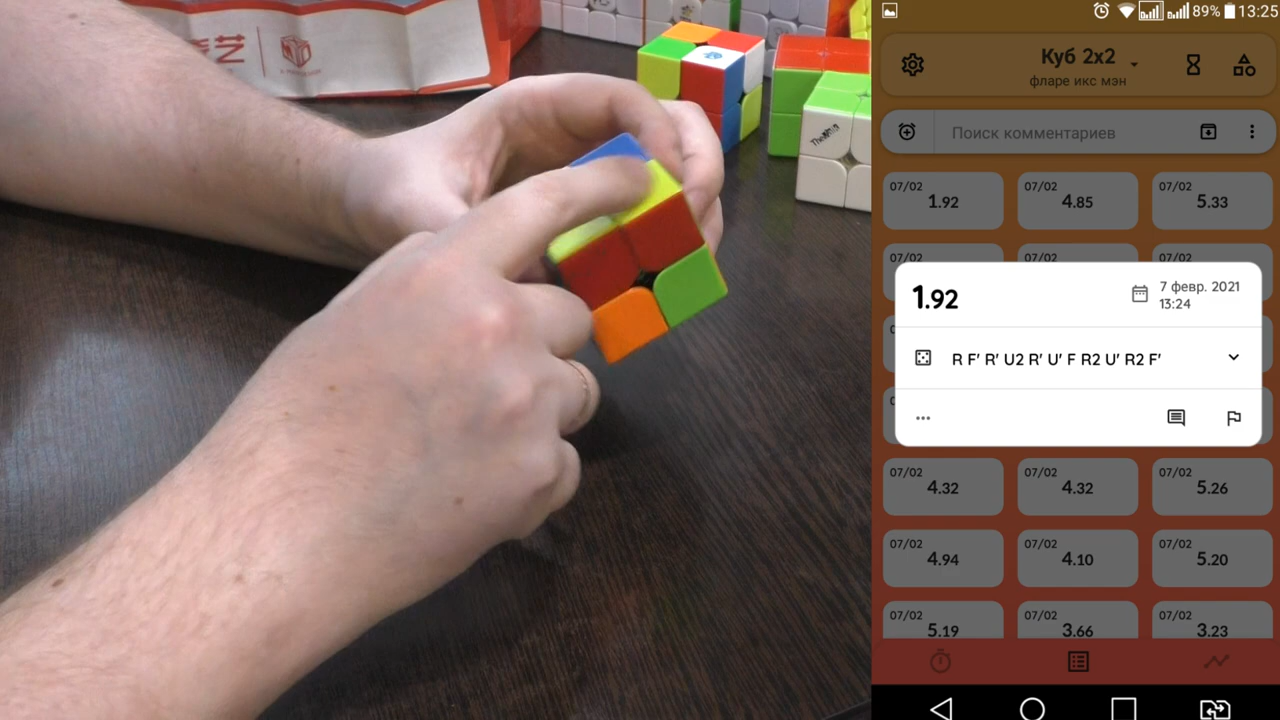 89% 13:25
Куб 2x2
фларе икс мэн
Поиск комментариев
07/02 07/02 07/02
1.92 4.85 5.33
07/02 07/02 07/02
1.92
7 февр. 2021
13:24
R F' R' U2 R' U' F R2 U' R2 F'
07/02 07/02 07/02
4.32 4.32 5.26
07/02 07/02 07/02
4.94 4.10 5.20
07/02 07/02 07/02
5.19 3.66 3.23